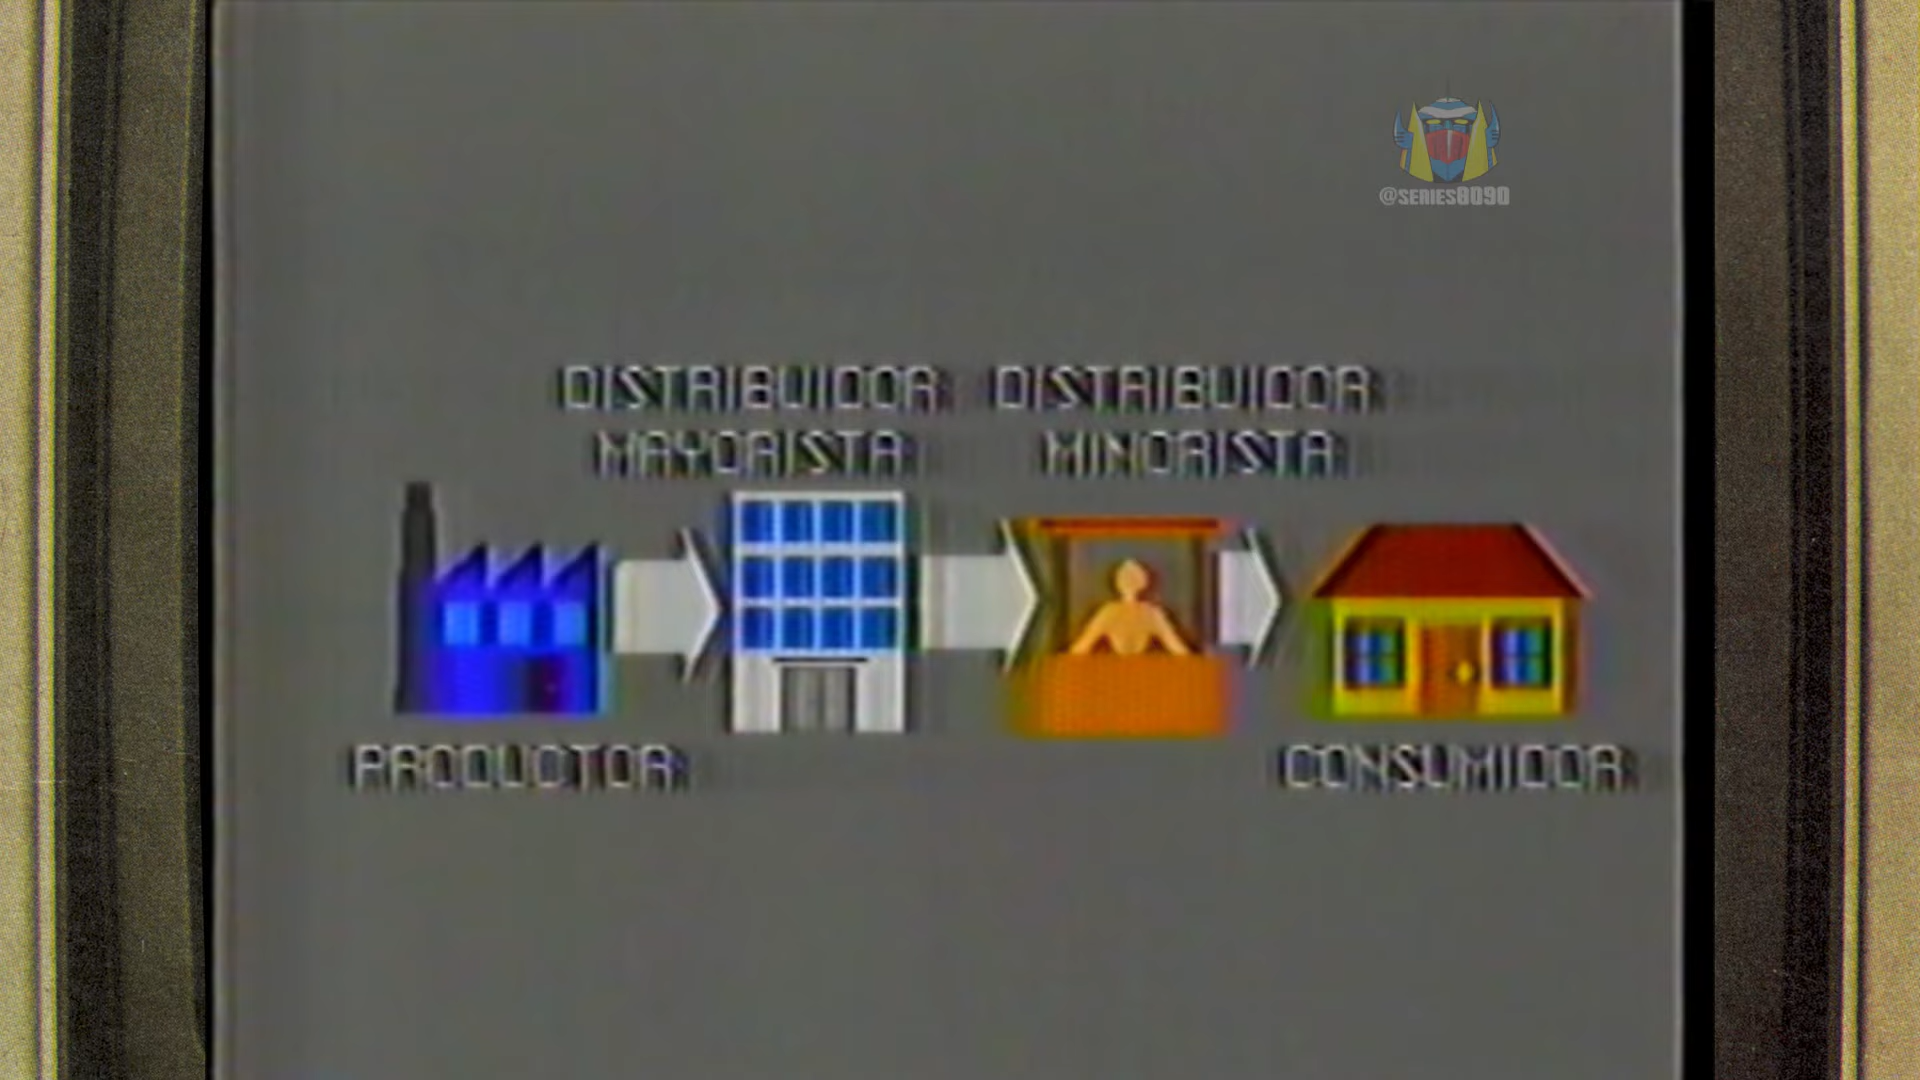 @SERIES8090
DISTRIBUIDOR
MAYORISTA
DISTRIBUIDOR
MINORISTA
PRODUCTOR
CONSUMIDOR